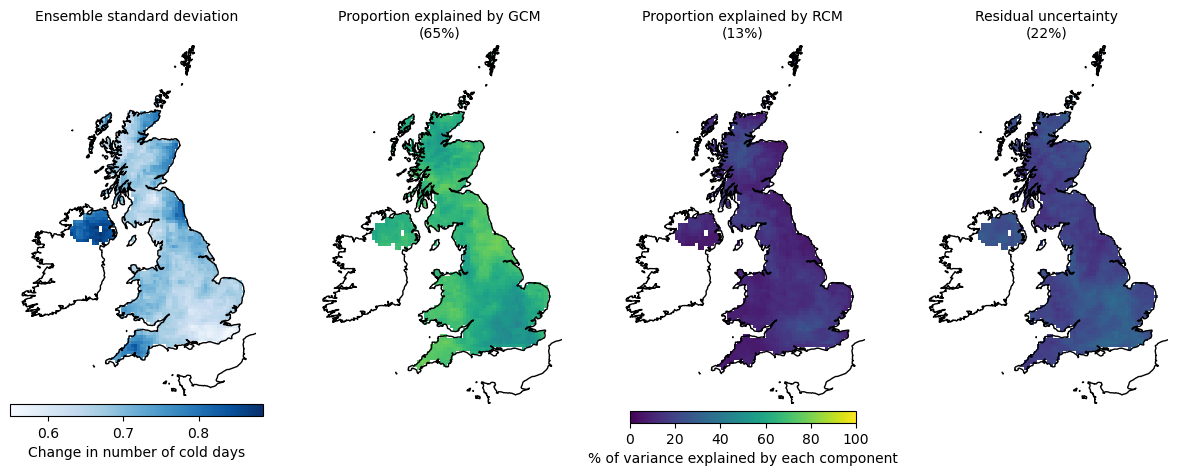 Ensemble standard deviation
Proportion explained by GCM
(65%)
Proportion explained by RCM
(13%)
Residual uncertainty
(22%)
0.6 0.7 0.8
Change in number of cold days
0 20 40 60 80 100
% of variance explained by each component